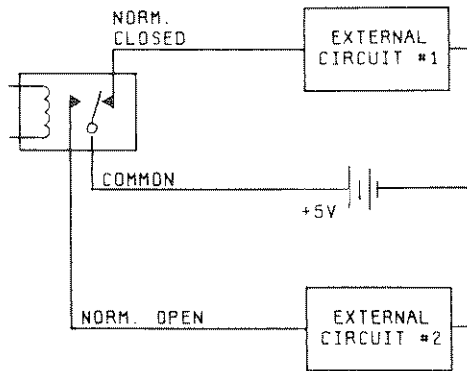 NORM.
CLOSED
EXTERNAL
CIRCUIT #1
COMMON
+5V
NORM. OPEN
EXTERNAL
CIRCUIT #2